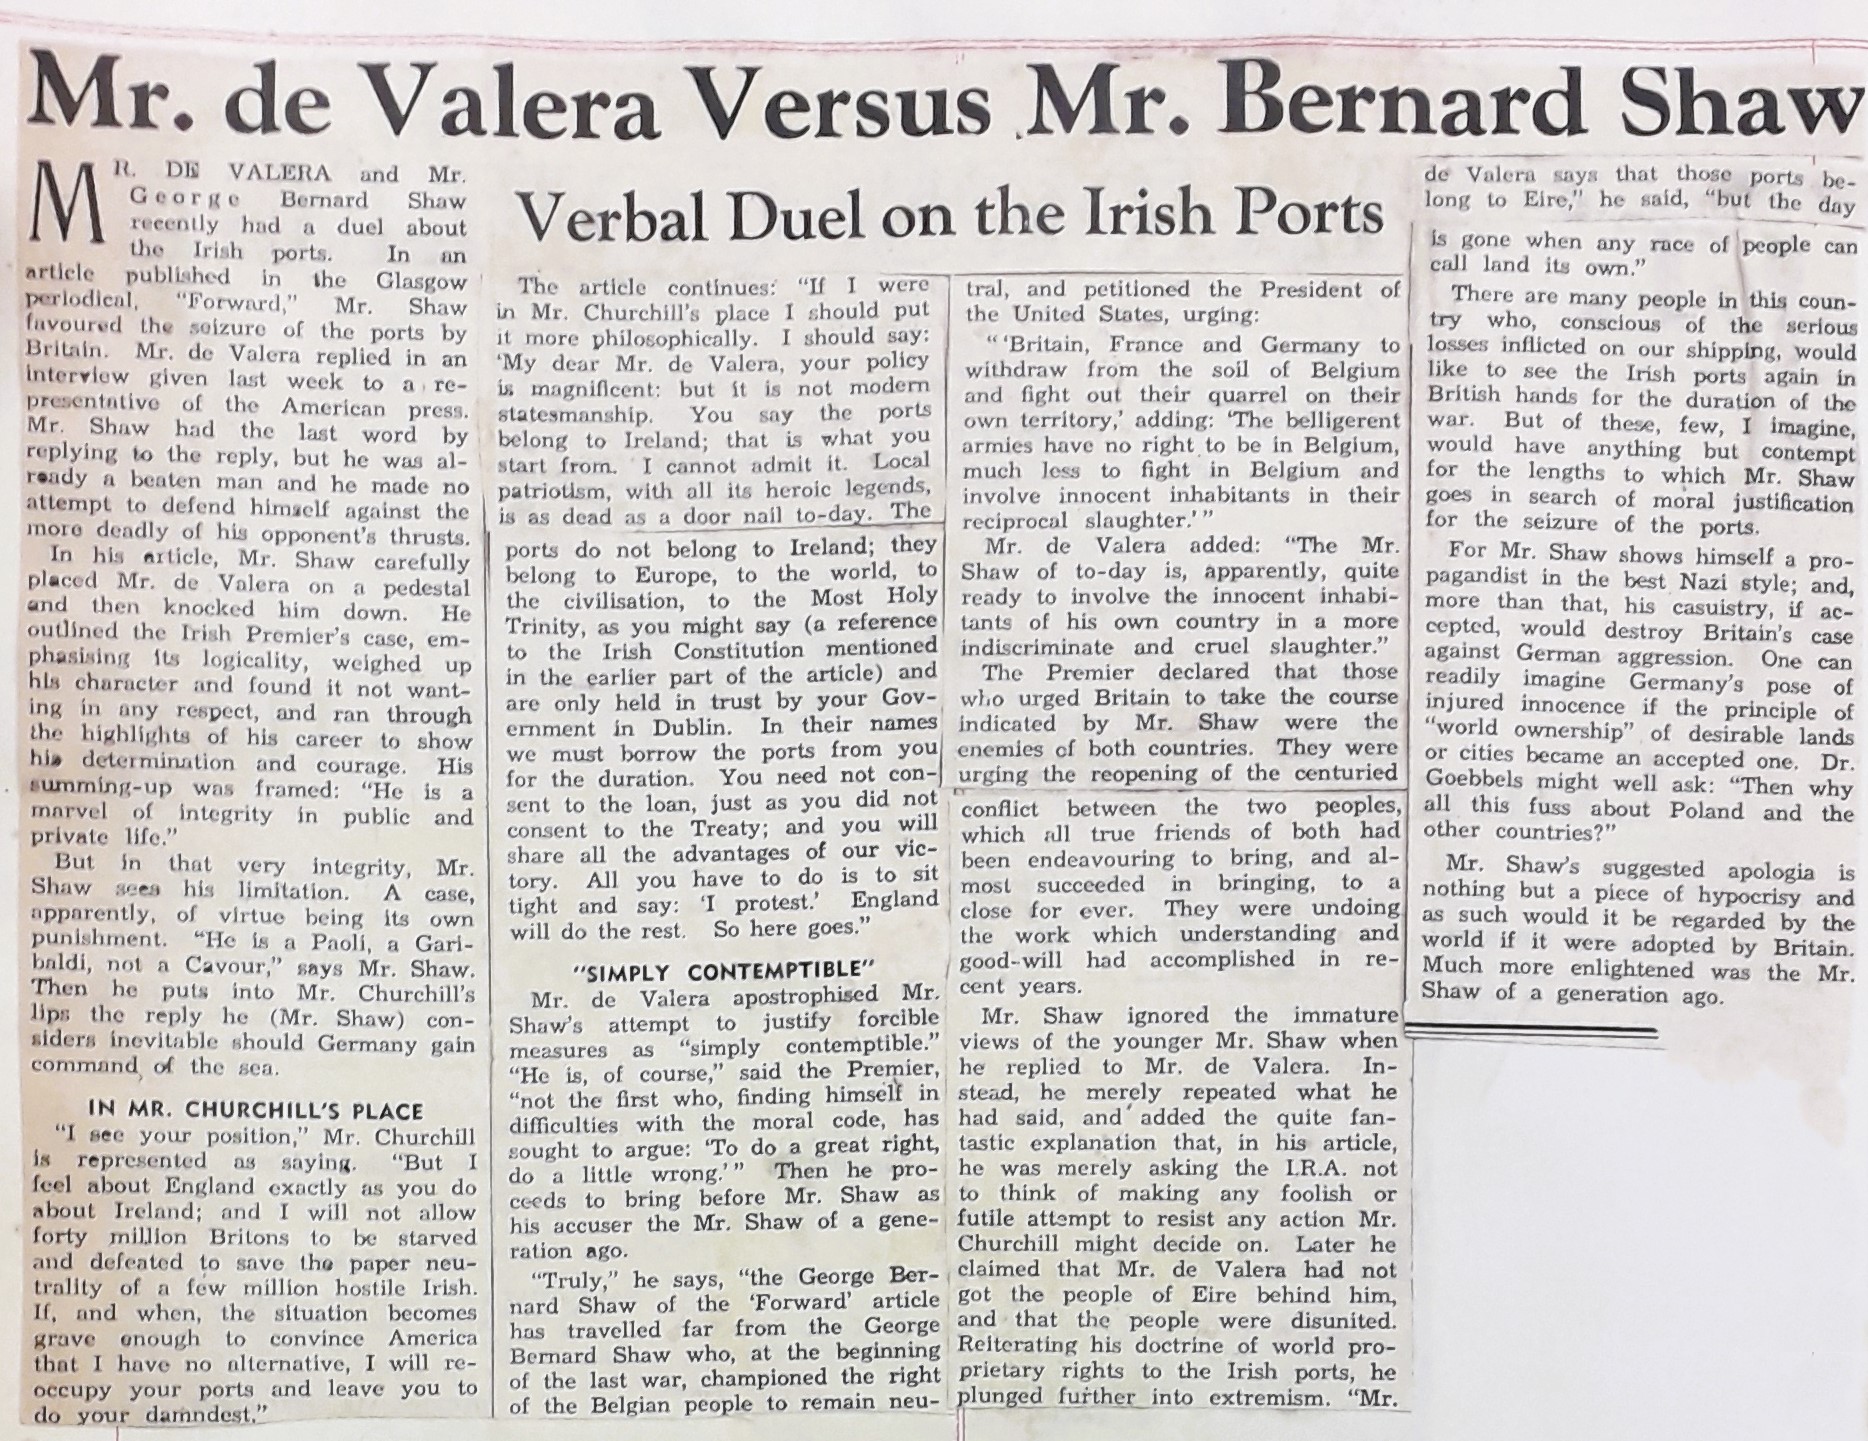 Mr. de Valera Versus Mr. Bernard Shaw
Verbal Duel on the Irish Ports
MR. DE VALERA and Mr.
George Bernard Shaw
recently had a duel about
the Irish ports. In an
article published in the Glasgow
periodical, "Forward," Mr. Shaw
favoured the seizure of the ports by
Britain. Mr. de Valera replied in an
interview given last week to a re-
presentative of the American press.
Mr. Shaw had the last word by
replying to the reply, but he was al-
ready a beaten man and he made no
attempt to defend himself against the
more deadly of his opponent's thrusts.
In his article, Mr. Shaw carefully
placed Mr. de Valera on a pedestal
and then knocked him down. He
outlined the Irish Premier's case, em-
phasising its logicality, weighed up
his character and found it not want-
ing in any respect, and ran through
the highlights of his career to show
his determination and courage. His
summing-up was framed: "He is a
marvel of integrity in public and
private life."
But in that very integrity, Mr.
Shaw sees his limitation. A case,
apparently, of virtue being its own
punishment. "He is a Paoli, a Gari-
baldi, not a Cavour," says Mr. Shaw.
Then he puts into Mr. Churchill's
lips the reply he (Mr. Shaw) con-
siders inevitable should Germany gain
command of the sea.
IN MR. CHURCHILL'S PLACE
"I see your position," Mr. Churchill
is represented as saying. "But I
feel about England exactly as you do
about Ireland; and I will not allow
forty million Britons to be starved
and defeated to save the paper neu-
trality of a few million hostile Irish.
If, and when, the situation becomes
grave enough to convince America
that I have no alternative, I will re-
occupy your ports and leave you to
do your damndest."
The article continues: "If I were
in Mr. Churchill's place I should put
it more philosophically. I should say:
'My dear Mr. de Valera, your policy
is magnificent: but it is not modern
statesmanship. You say the ports
belong to Ireland; that is what you
start from. I cannot admit it. Local
patriotism, with all its heroic legends,
is as dead as a door nail to-day. The
ports do not belong to Ireland; they
belong to Europe, to the world, to
the civilisation, to the Most Holy
Trinity, as you might say (a reference
to the Irish Constitution mentioned
in the earlier part of the article) and
are only held in trust by your Gov-
ernment in Dublin. In their names
we must borrow the ports from you
for the duration. You need not con-
sent to the loan, just as you did not
consent to the Treaty; and you will
share all the advantages of our vic-
tory. All you have to do is to sit
tight and say: 'I protest.' England
will do the rest. So here goes."
"SIMPLY CONTEMPTIBLE"
Mr. de Valera apostrophised Mr.
Shaw's attempt to justify forcible
measures as "simply contemptible."
"He is, of course," said the Premier,
"not the first who, finding himself in
difficulties with the moral code, has
sought to argue: 'To do a great right,
do a little wrong.'" Then he pro-
ceeds to bring before Mr. Shaw as
his accuser the Mr. Shaw of a gene-
ration ago.
"Truly," he says, "the George Ber-
nard Shaw of the 'Forward' article
has travelled far from the George
Bernard Shaw who, at the beginning
of the last war, championed the right
of the Belgian people to remain neu-
tral, and petitioned the President of
the United States, urging:
"'Britain, France and Germany to
withdraw from the soil of Belgium
and fight out their quarrel on their
own territory,' adding: 'The belligerent
armies have no right to be in Belgium,
much less to fight in Belgium and
involve innocent inhabitants in their
reciprocal slaughter.'"
Mr. de Valera added: "The Mr.
Shaw of to-day is, apparently, quite
ready to involve the innocent inhabi-
tants of his own country in a more
indiscriminate and cruel slaughter."
The Premier declared that those
who urged Britain to take the course
indicated by Mr. Shaw were the
enemies of both countries. They were
urging the reopening of the centuried
conflict between the two peoples,
which all true friends of both had
been endeavouring to bring, and al-
most succeeded in bringing, to a
close for ever. They were undoing
the work which understanding and
good-will had accomplished in re-
cent years.
Mr. Shaw ignored the immature
views of the younger Mr. Shaw when
he replied to Mr. de Valera. In-
stead, he merely repeated what he
had said, and added the quite fan-
tastic explanation that, in his article,
he was merely asking the I.R.A. not
to think of making any foolish or
futile attempt to resist any action Mr.
Churchill might decide on. Later he
claimed that Mr. de Valera had not
got the people of Eire behind him,
and that the people were disunited.
Reiterating his doctrine of world pro-
prietary rights to the Irish ports, he
plunged further into extremism. "Mr.
de Valera says that those ports be-
long to Eire," he said, "but the day
is gone when any race of people can
call land its own."
There are many people in this coun-
try who, conscious of the serious
losses inflicted on our shipping, would
like to see the Irish ports again in
British hands for the duration of the
war. But of these, few, I imagine,
would have anything but contempt
for the lengths to which Mr. Shaw
goes in search of moral justification
for the seizure of the ports.
For Mr. Shaw shows himself a pro-
pagandist in the best Nazi style; and,
more than that, his casuistry, if ac-
cepted, would destroy Britain's case
against German aggression. One can
readily imagine Germany's pose of
injured innocence if the principle of
"world ownership" of desirable lands
or cities became an accepted one. Dr.
Goebbels might well ask: "Then why
all this fuss about Poland and the
other countries?"
Mr. Shaw's suggested apologia is
nothing but a piece of hypocrisy and
as such would it be regarded by the
world if it were adopted by Britain.
Much more enlightened was the Mr.
Shaw of a generation ago.